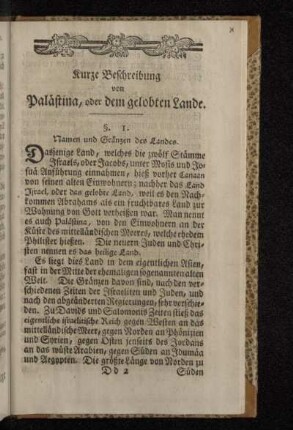 Kurze Beschreibung
von
Palästina, oder dem gelobten Lande.
§. 1.
Namen und Gränzen des Landes.
Dasjenige Land, welches die zwölf Stämme
Israels, oder Jacobs, unter Mosis und Jo-
suä Anführung einnahmen, hieß vorher Canaan
von seinen alten Einwohnern; nachher das Land
Israel, oder das gelobte Land, weil es den Nach-
kommen Abrahams als ein fruchtbares Land zur
Wohnung von Gott verheißen war. Man nennt
es auch Palästina, von den Einwohnern an der
Küste des mittelländischen Meeres, welche ehedem
Philister hießen. Die neuern Juden und Chri-
sten nennen es das heilige Land.
Es liegt dies Land in dem eigentlichen Asien,
fast in der Mitte der ehemaligen sogenannten alten
Welt. Die Gränzen davon sind, nach den ver-
schiedenen Zeiten der Israeliten und Juden, und
nach den abgeänderten Regierungen, sehr verschie-
den. Zu Davids und Salomonis Zeiten stieß das
eigentliche israelitische Reich gegen Westen an das
mittelländische Meer, gegen Norden an Phönizien
und Syrien, gegen Osten jenseits des Jordans
an das wüste Arabien, gegen Süden an Idumäa
und Aegypten. Die größte Länge von Norden zu
Dd 2
Süden